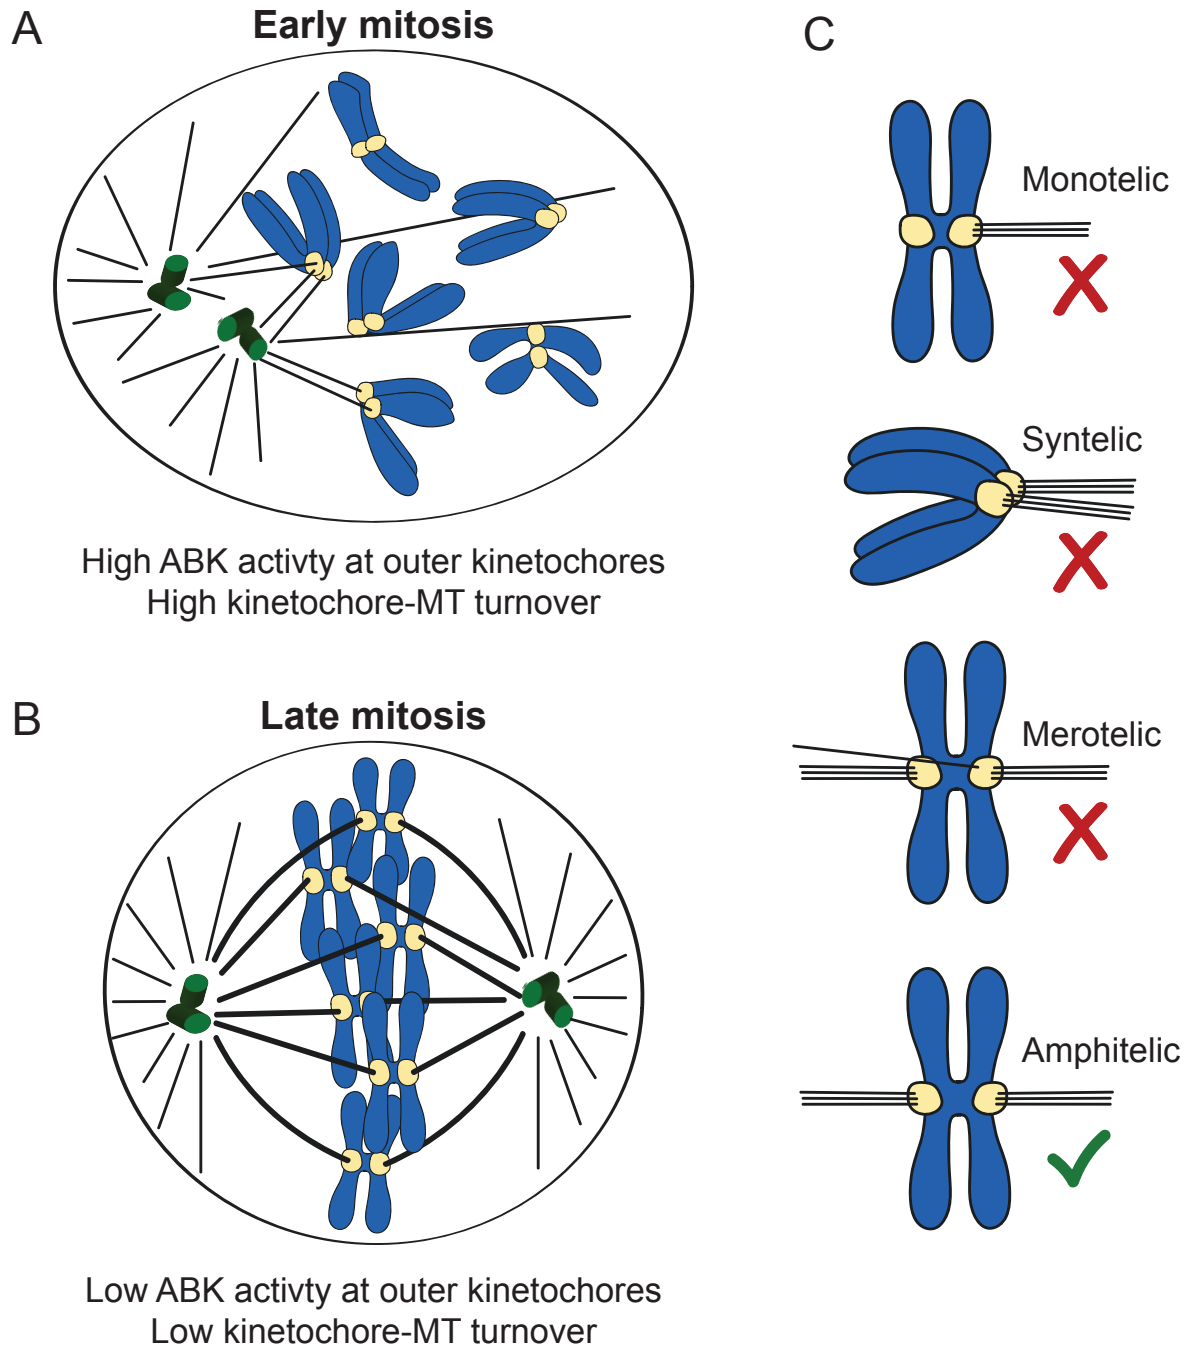 A
Early mitosis
High ABK activty at outer kinetochores
High kinetochore-MT turnover
B
Late mitosis
Low ABK activty at outer kinetochores
Low kinetochore-MT turnover
C
Monotelic
Syntelic
Merotelic
Amphitelic